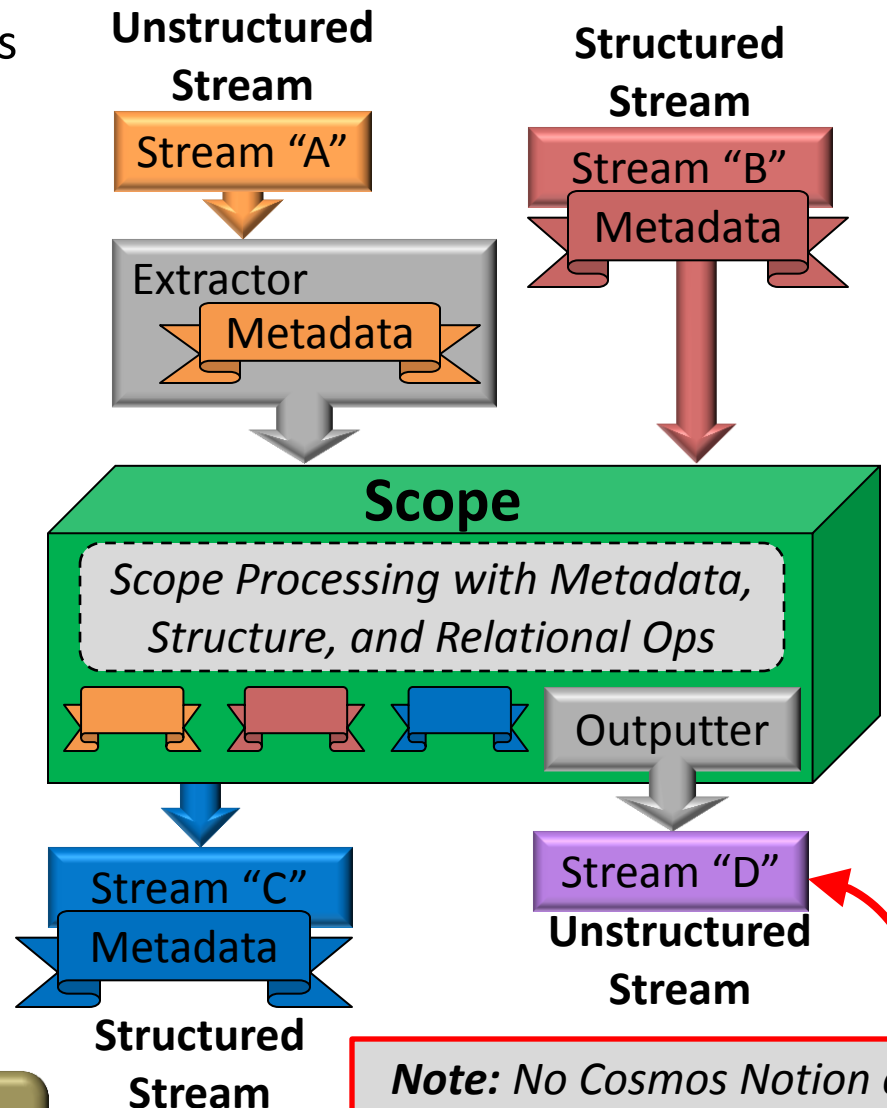 s
Unstructured
Stream
Structured
Stream
Stream “A”
Stream “B”
Metadata
Extractor
Metadata
Scope
Scope Processing with Metadata,
Structure, and Relational Ops
Outputter
Stream “C”
Metadata
Structured
Stream
Stream “D”
Unstructured
Stream
Note: No Cosmos Notion